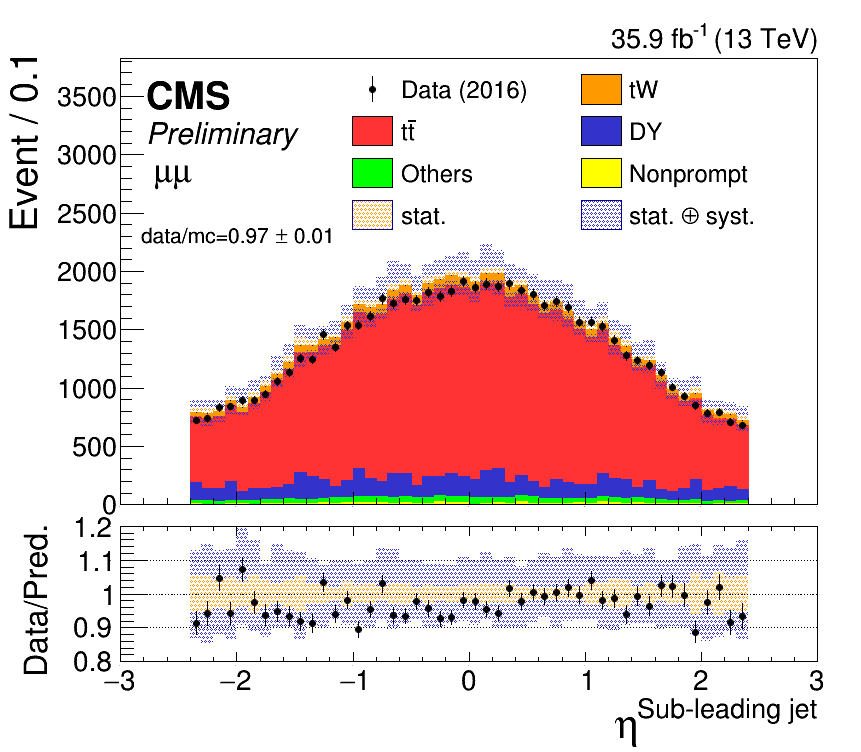 35.9 fb⁻¹ (13 TeV)
Event / 0.1
3500
3000
2500
2000
1500
1000
500
0
CMS
Preliminary
μμ
data/mc=0.97 ± 0.01
Data (2016)
tW
tt̄
DY
Others
Nonprompt
stat.
stat. ⊕ syst.
Data/Pred.
1.2
1.1
1
0.9
0.8
−3 −2 −1 0 1 2 3
η^Sub-leading jet